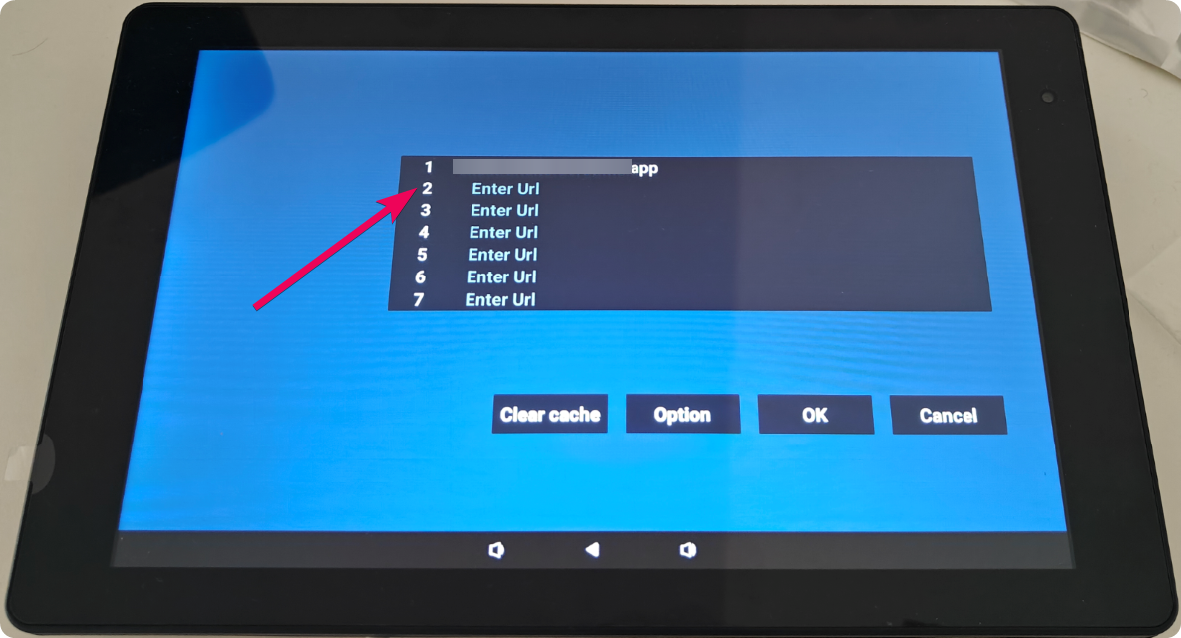 1 app
2 Enter Url
3 Enter Url
4 Enter Url
5 Enter Url
6 Enter Url
7 Enter Url
Clear cache Option OK Cancel